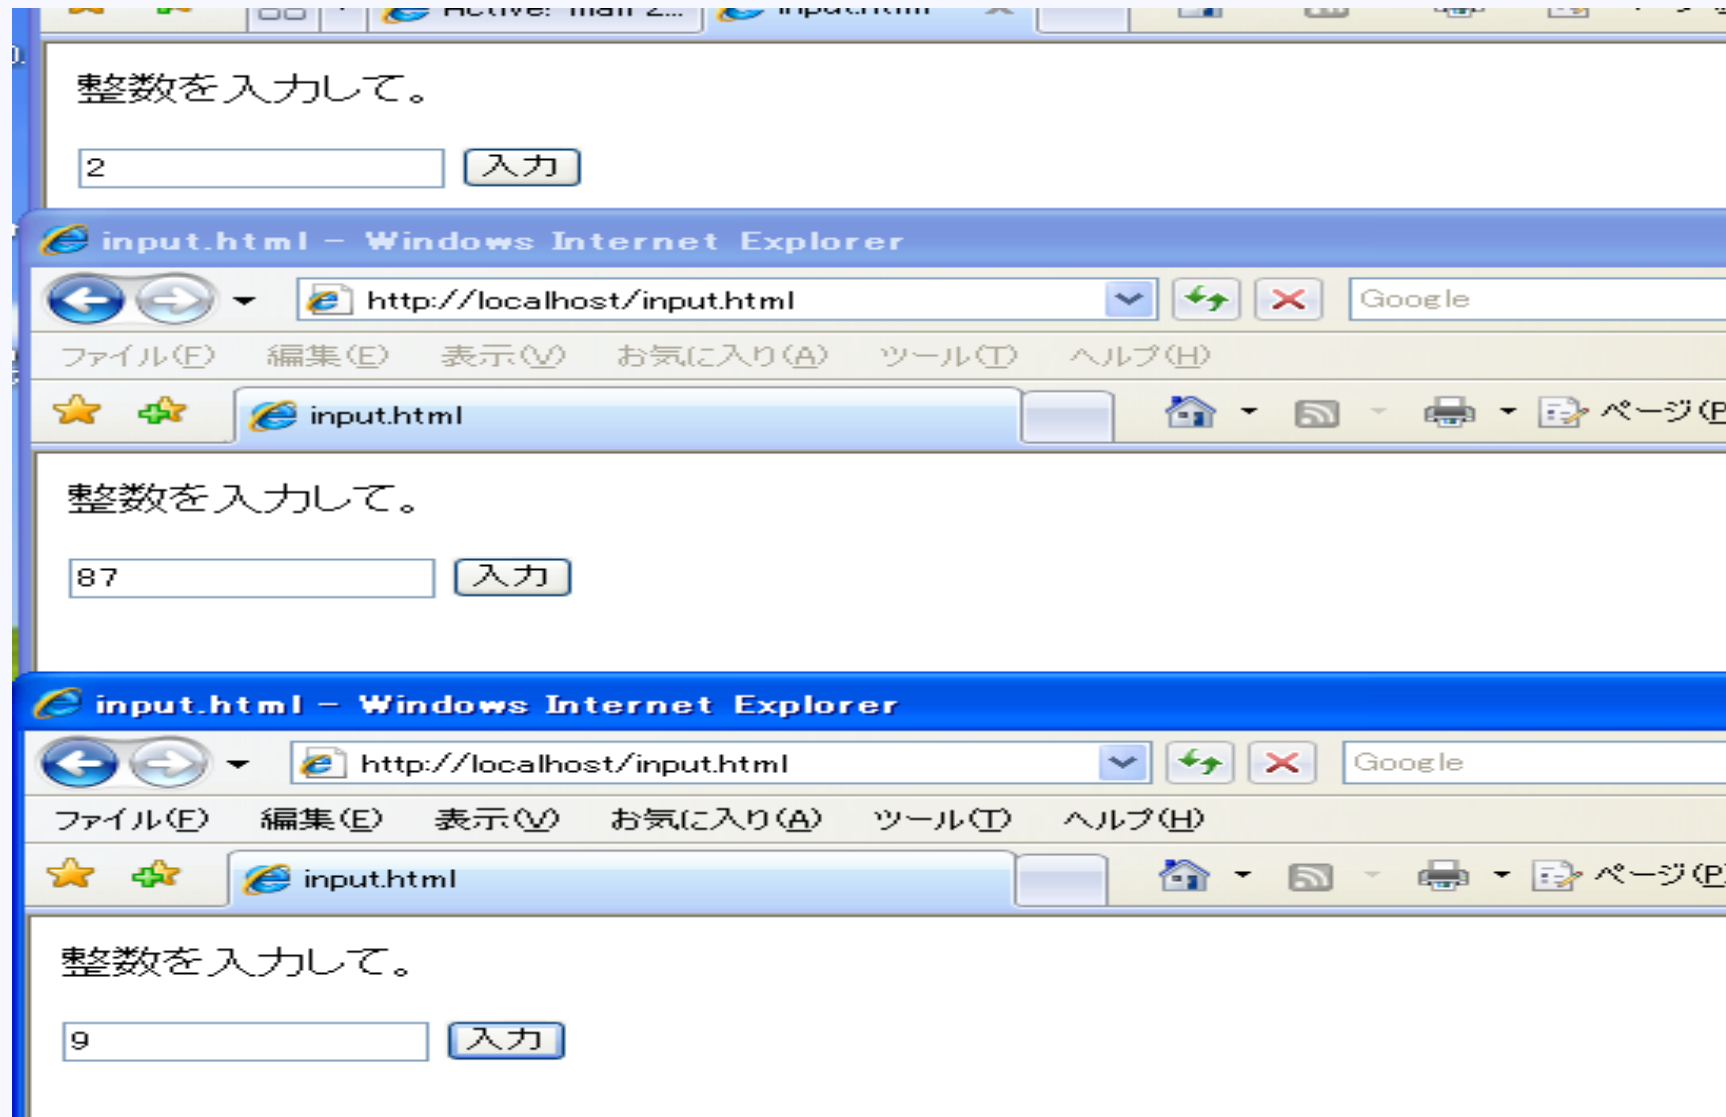 整数を入力して。
2 入力
input.html - Windows Internet Explorer
http://localhost/input.html Google
ファイル(F) 編集(E) 表示(V) お気に入り(A) ツール(T) ヘルプ(H)
input.html ページ(P
整数を入力して。
87 入力
input.html - Windows Internet Explorer
http://localhost/input.html Google
ファイル(F) 編集(E) 表示(V) お気に入り(A) ツール(T) ヘルプ(H)
input.html ページ(P)
整数を入力して。
9 入力